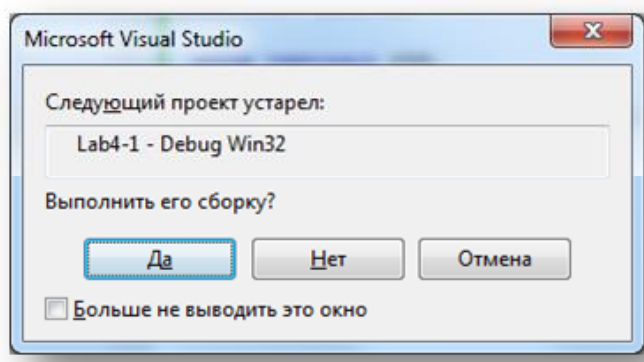 Microsoft Visual Studio
Следующий проект устарел:
Lab4-1 - Debug Win32
Выполнить его сборку?
Да Нет Отмена
Больше не выводить это окно